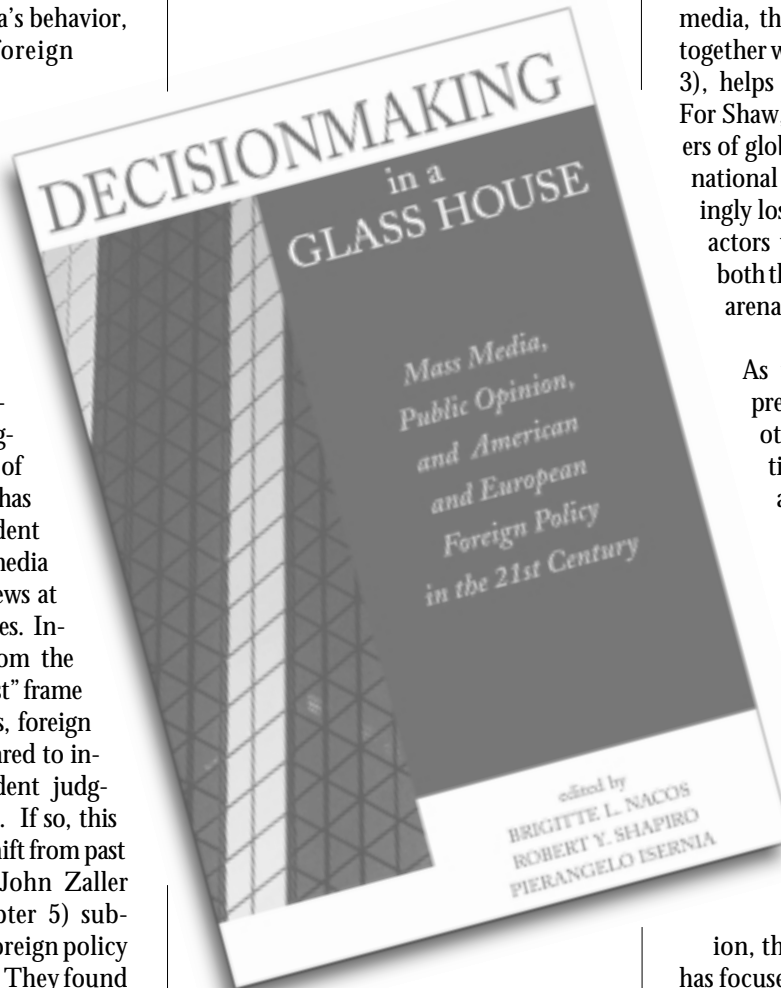 a's behavior,
foreign
-
g-
of
has
dent
media
ews at
es. In-
om the
st” frame
s, foreign
ared to in-
dent judg-
. If so, this
hift from past
John Zaller
pter 5) sub-
oreign policy
They found
DECISIONMAKING
in a
GLASS HOUSE
Mass Media,
Public Opinion,
and American
and European
Foreign Policy
in the 21st Century
edited by
BRIGITTE L. NACOS
ROBERT Y. SHAPIRO
PIERANGELO ISERNIA
media, th
together w
3), helps
For Shaw
ers of glob
national
ingly los
actors
both th
arena
As
pre
ot
ti
a
ion, th
has focuse